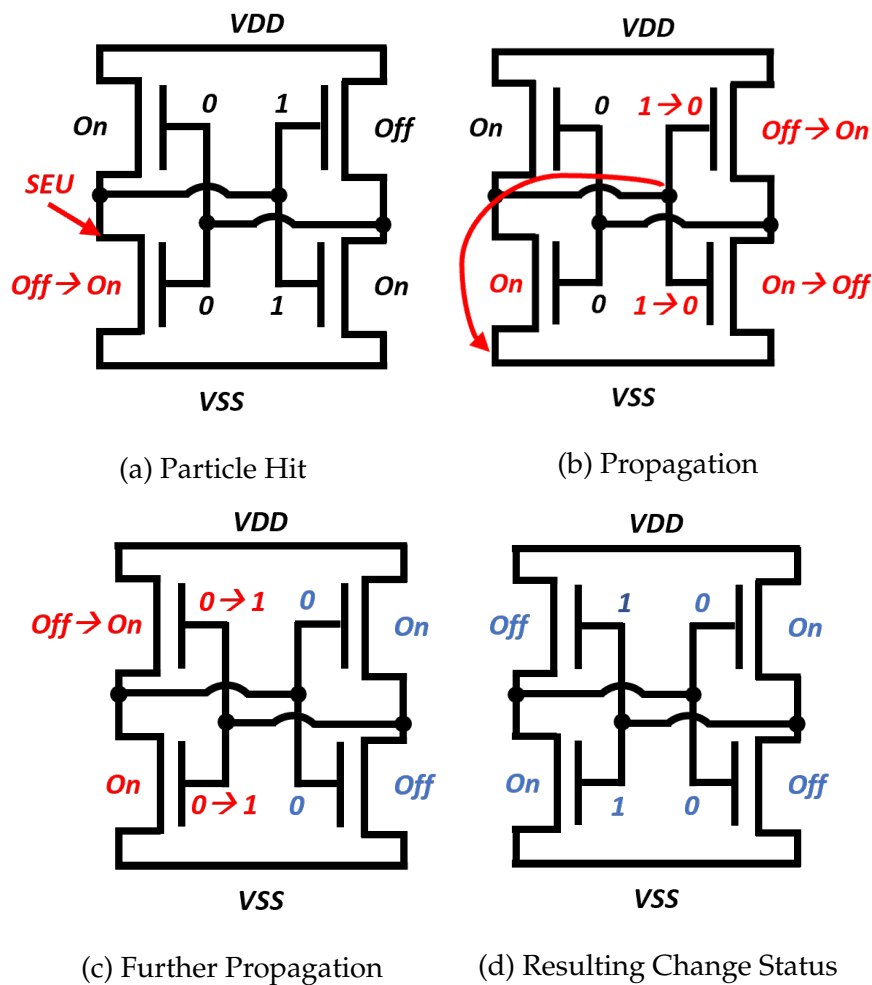 VDD
0 1
On Off
SEU
Off → On On
0 1
VSS
(a) Particle Hit
VDD
0 1→0
On Off → On
On On → Off
0 1→0
VSS
(b) Propagation
VDD
0→1 0
Off → On On
On Off
0→1 0
VSS
(c) Further Propagation
VDD
1 0
Off On
On Off
1 0
VSS
(d) Resulting Change Status